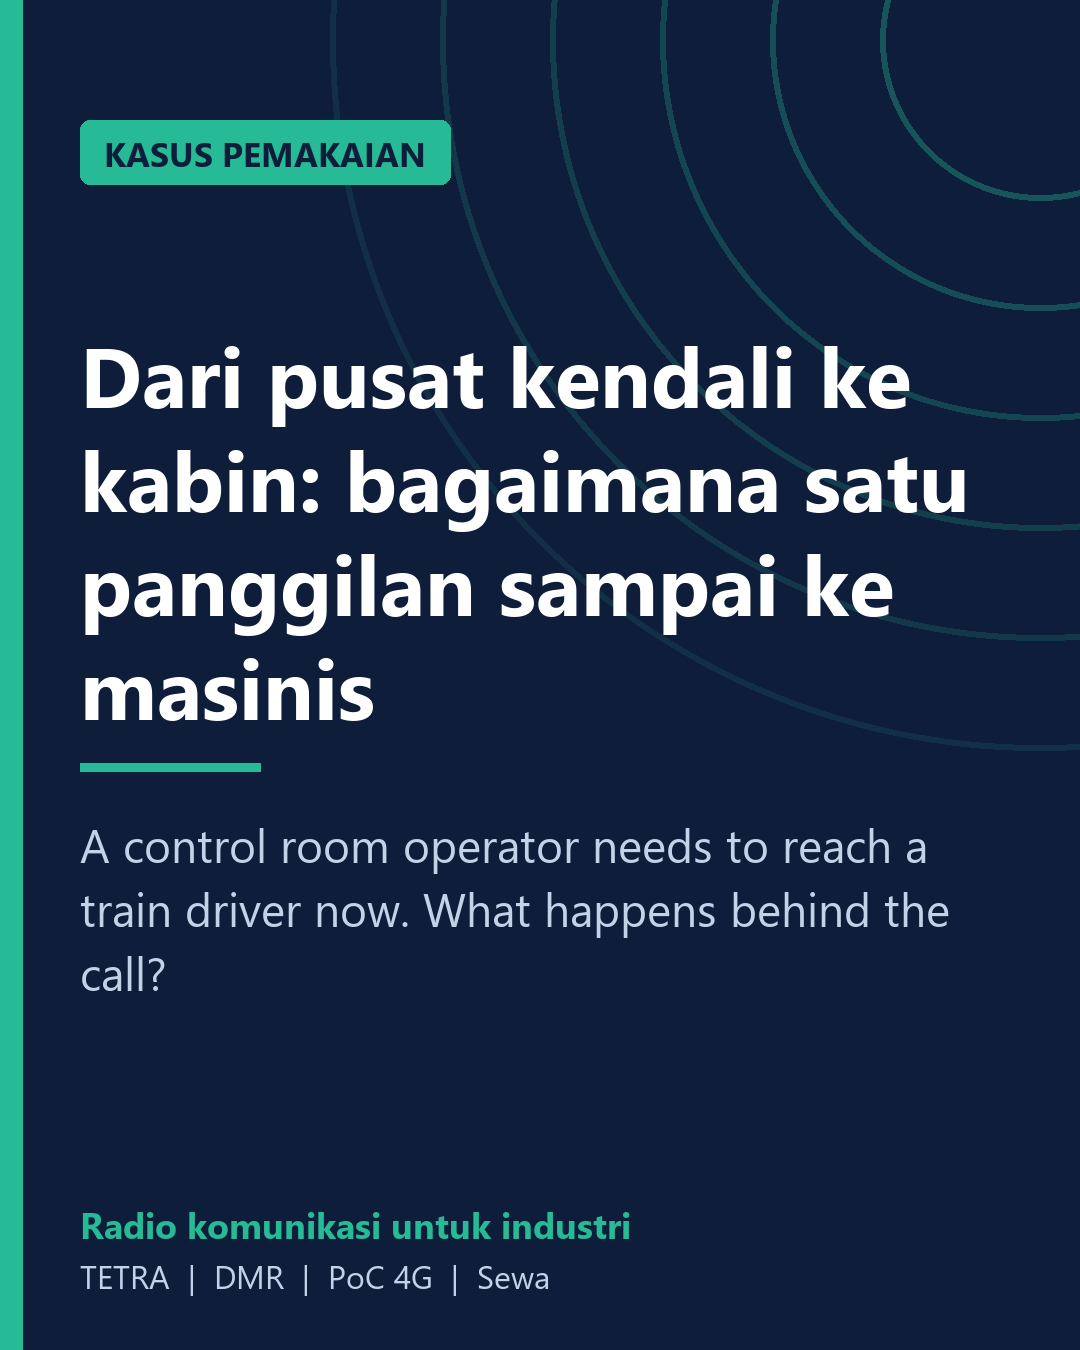 KASUS PEMAKAIAN
Dari pusat kendali ke
kabin: bagaimana satu
panggilan sampai ke
masinis
A control room operator needs to reach a
train driver now. What happens behind the
call?
Radio komunikasi untuk industri
TETRA | DMR | PoC 4G | Sewa